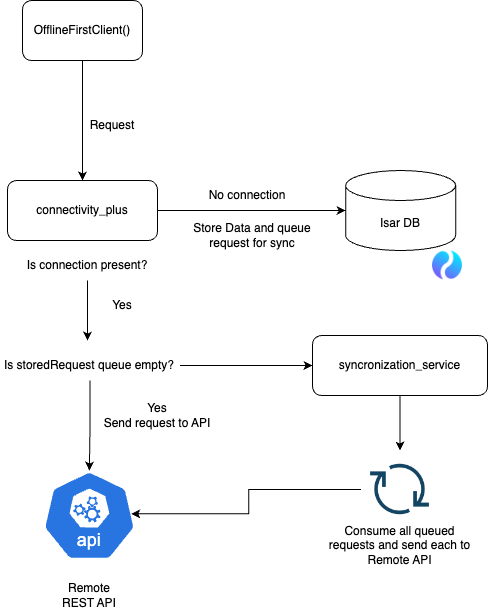 OfflineFirstClient()
Request
connectivity_plus
No connection
Store Data and queue
request for sync
Isar DB
Is connection present?
Yes
Is storedRequest queue empty?
syncronization_service
Yes
Send request to API
api
Consume all queued
requests and send each to
Remote API
Remote
REST API